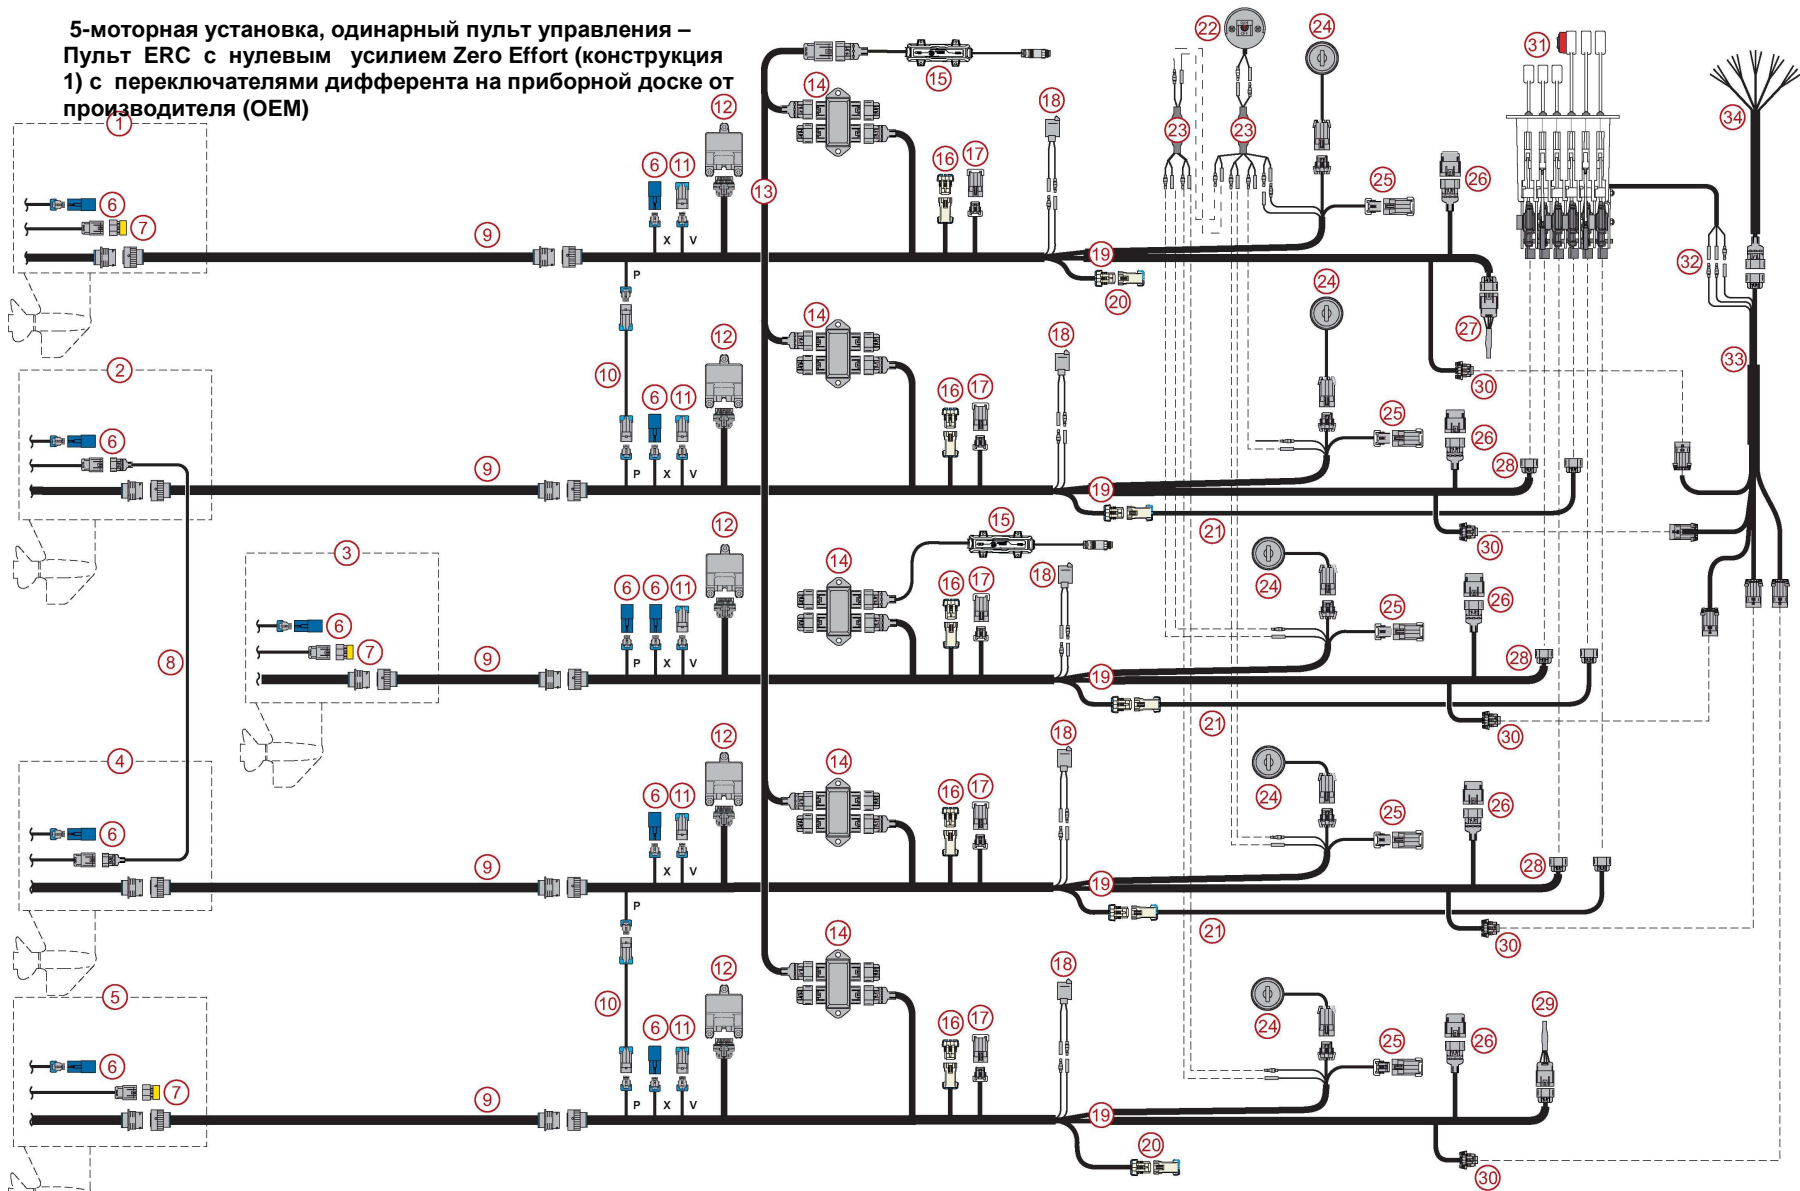 5-моторная установка, одинарный пульт управления –
Пульт ERC с нулевым усилием Zero Effort (конструкция
1) с переключателями дифферента на приборной доске от
производителя (OEM)
22 24 31
15
14 12 18 34
1 23 23
6 11 16 17 25 26
13
6
7 9 X V 19 32
P 20 24
14 18 27
12 33
2 10 30
6 11 16 17 25 26
6 28
9 P X V 19
15 21 30
3 12 14 18 24
6 6 11 16 17 25 26
6
8 7 9 P X V 19 28
21 30
4 12 14 18 24
6 11 16 17 25 26
6
9 X V 19 28
P 21 30
14
5 12 18 24 29
10 6 11 16 17 25 26
6
7 9 P X V 19
20 30